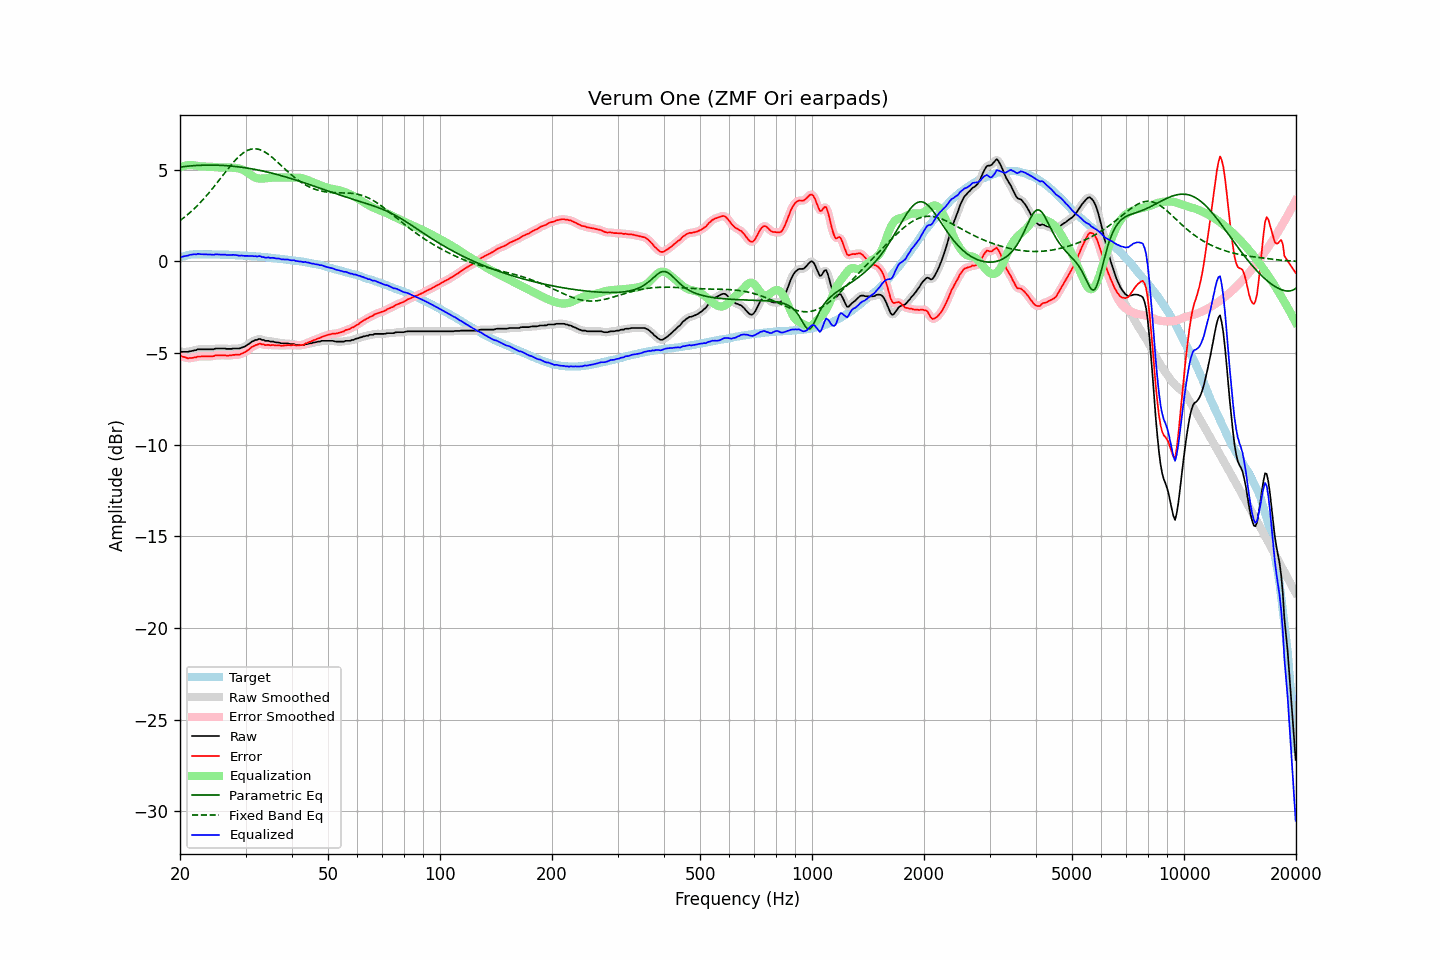 Verum One (ZMF Ori earpads)
Amplitude (dBr)
5
0
−5
−10
−15
−20
−25
−30
Target
Raw Smoothed
Error Smoothed
Raw
Error
Equalization
Parametric Eq
Fixed Band Eq
Equalized
20 50 100 200 500 1000 2000 5000 10000 20000
Frequency (Hz)